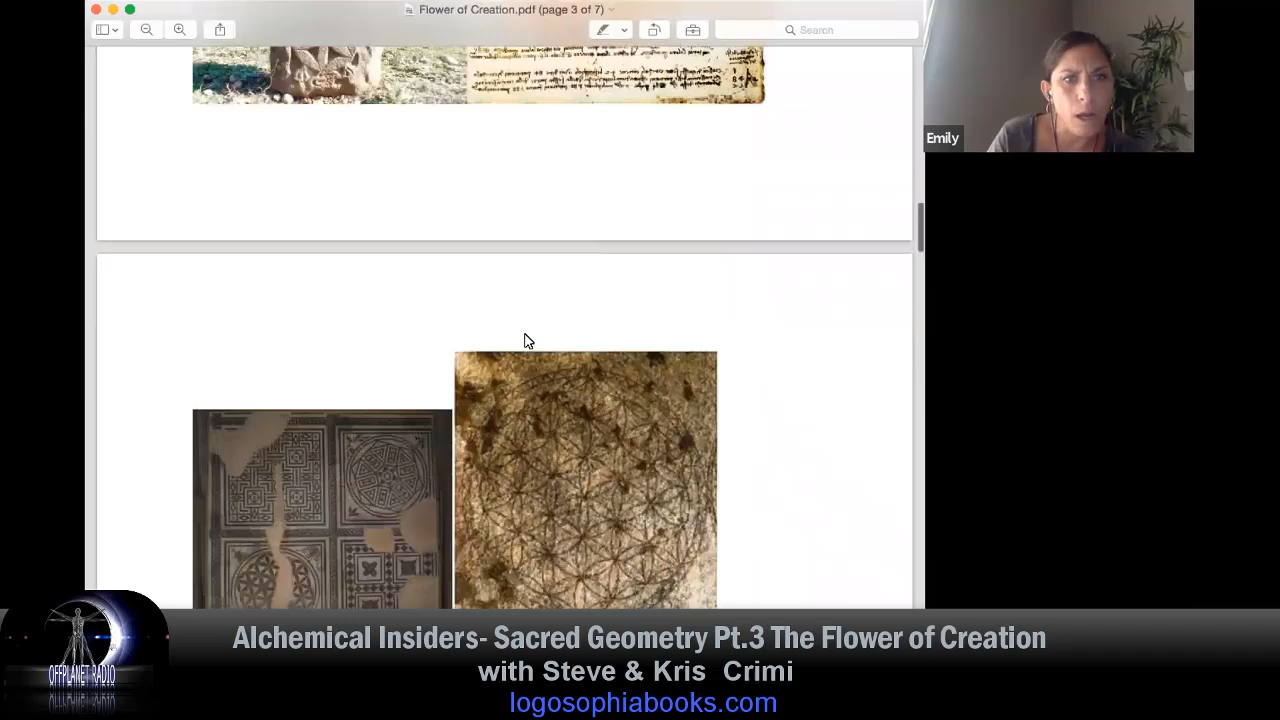 Flower of Creation.pdf (page 3 of 7)
Search
Emily
Alchemical Insiders- Sacred Geometry Pt.3 The Flower of Creation
with Steve & Kris Crimi
logosophiabooks.com
OFFPLANET RADIO